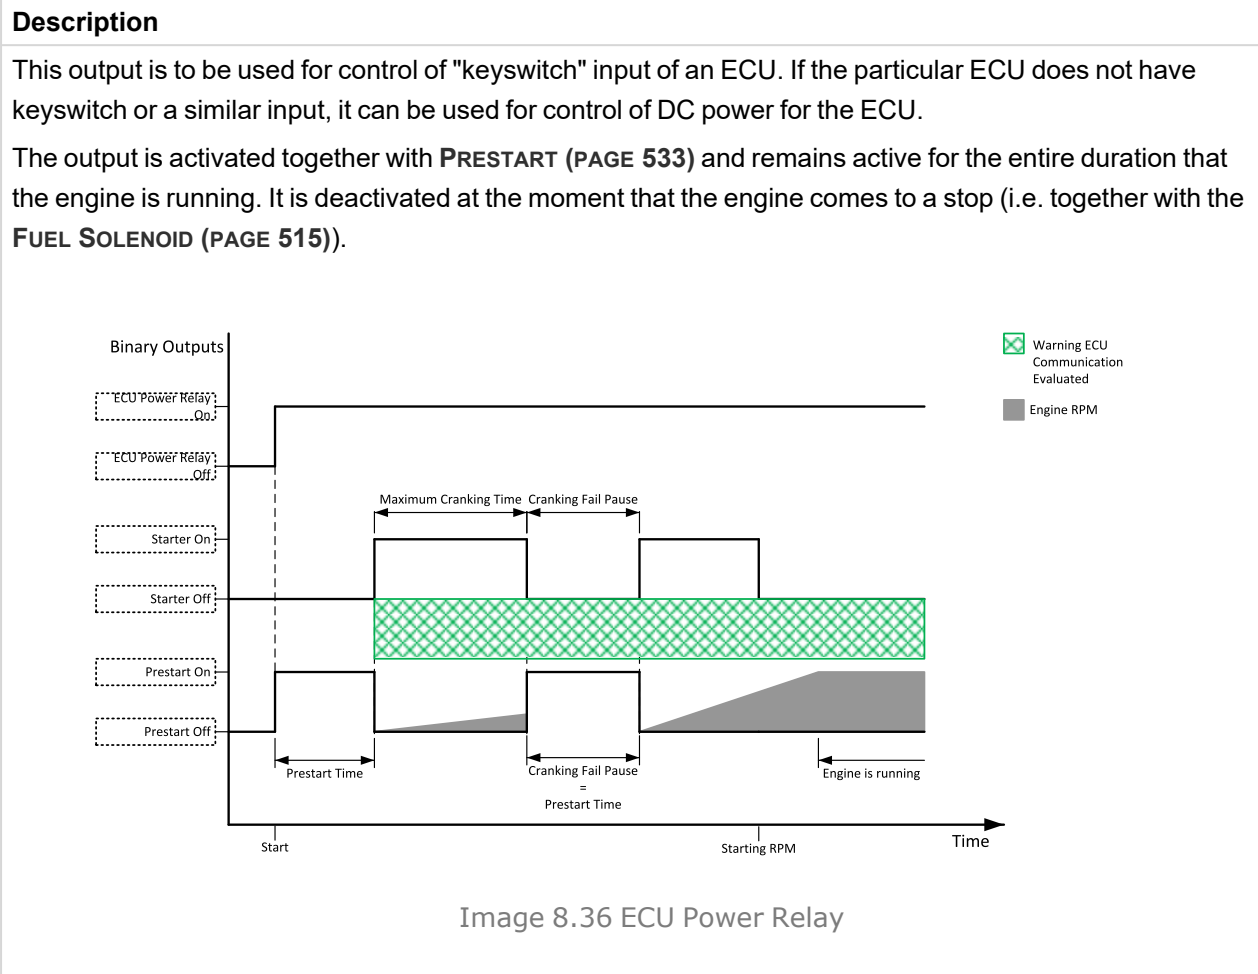 Description
This output is to be used for control of "keyswitch" input of an ECU. If the particular ECU does not have
keyswitch or a similar input, it can be used for control of DC power for the ECU.
The output is activated together with PRESTART (PAGE 533) and remains active for the entire duration that
the engine is running. It is deactivated at the moment that the engine comes to a stop (i.e. together with the
FUEL SOLENOID (PAGE 515)).
Binary Outputs
Warning ECU
Communication
Evaluated
Engine RPM
ECU Power Relay
On
ECU Power Relay
Off
Maximum Cranking Time
Cranking Fail Pause
Starter On
Starter Off
Prestart On
Prestart Off
Prestart Time
Cranking Fail Pause
=
Prestart Time
Engine is running
Start
Starting RPM
Time
Image 8.36 ECU Power Relay